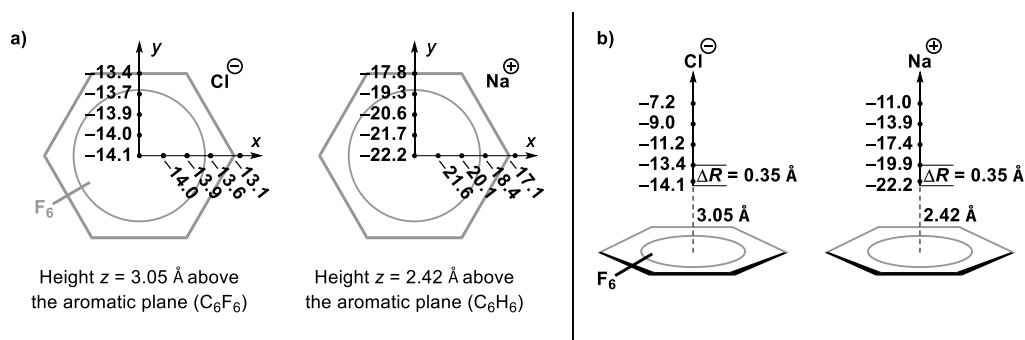 a)
y
Cl⊖
−13.4
−13.7
−13.9
−14.0
−14.1
x
−14.0
−13.9
−13.6
−13.1
F₆
Height z = 3.05 Å above
the aromatic plane (C₆F₆)
y
Na⊕
−17.8
−19.3
−20.6
−21.7
−22.2
x
−21.6
−20.1
−18.4
−17.1
Height z = 2.42 Å above
the aromatic plane (C₆H₆)
b)
Cl⊖
−7.2
−9.0
−11.2
−13.4
−14.1
ΔR = 0.35 Å
3.05 Å
F₆
Na⊕
−11.0
−13.9
−17.4
−19.9
−22.2
ΔR = 0.35 Å
2.42 Å